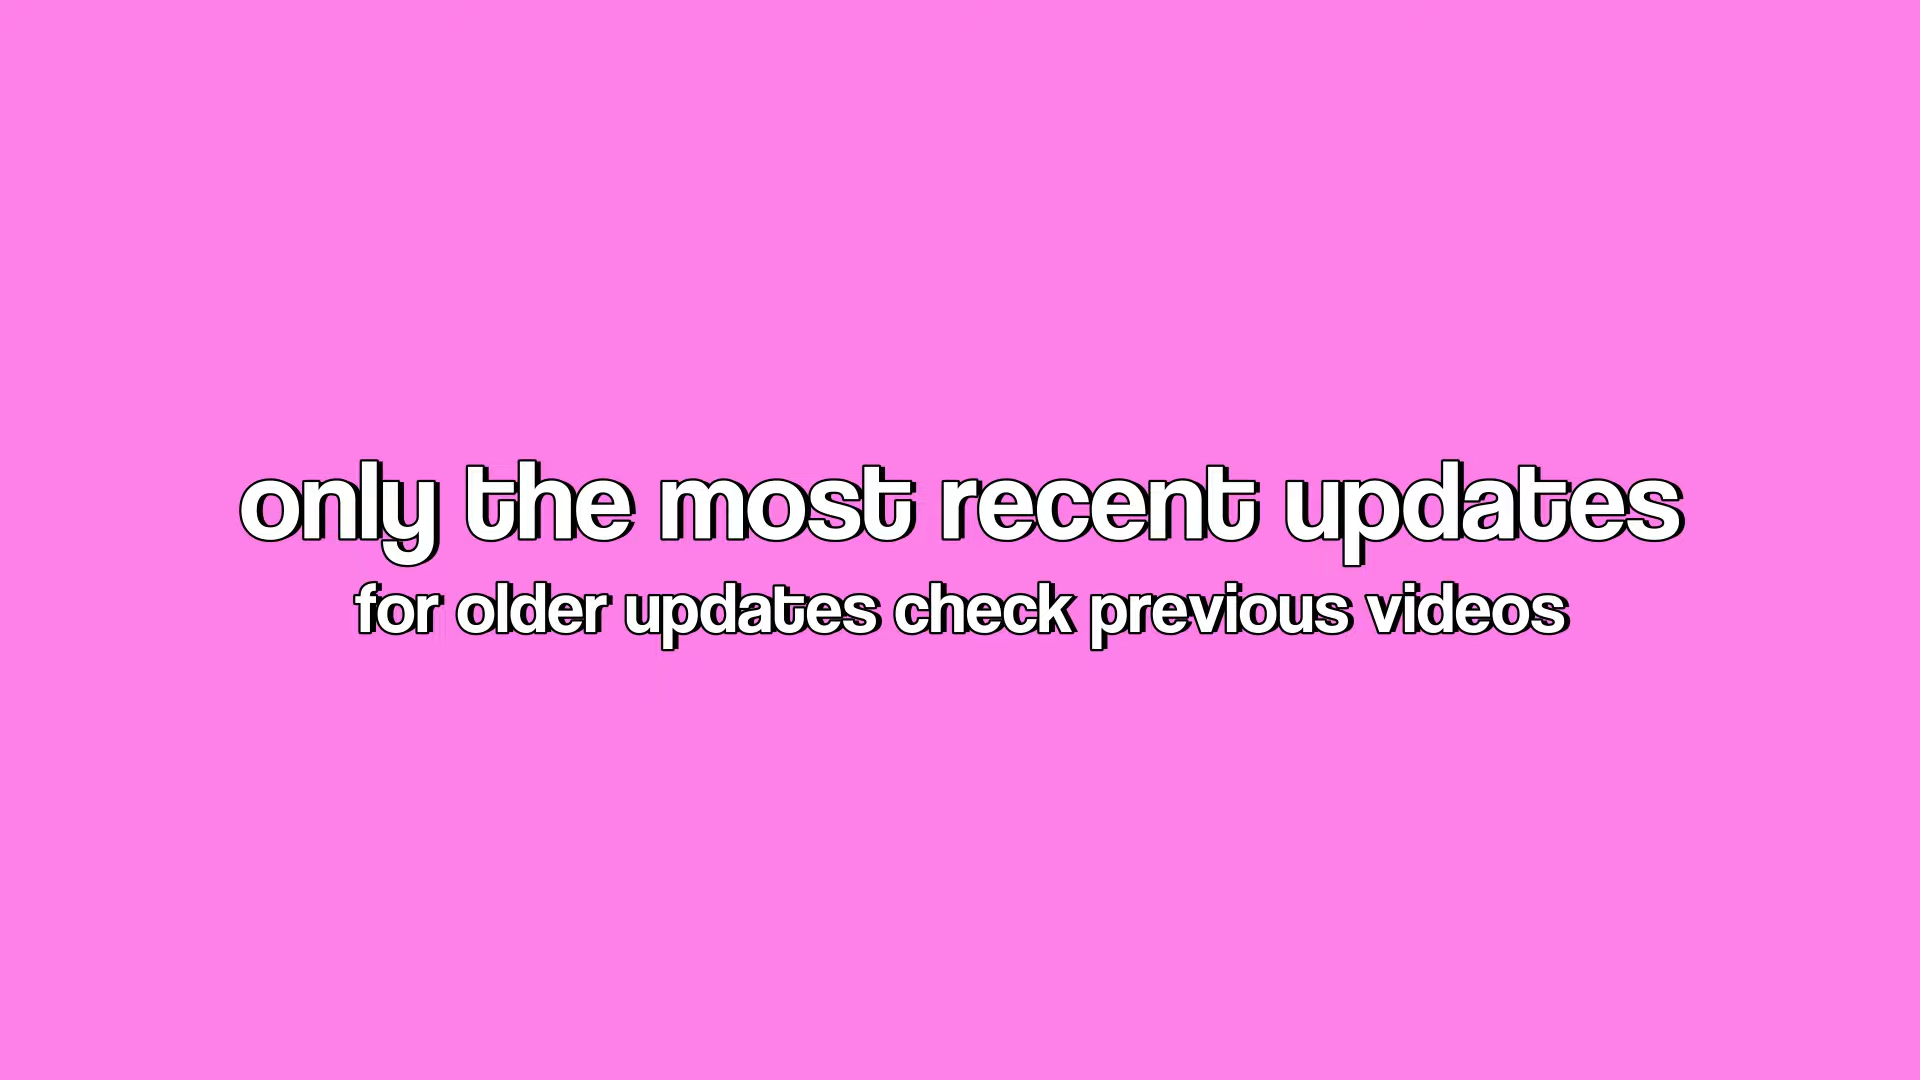 only the most recent updates
for older updates check previous videos